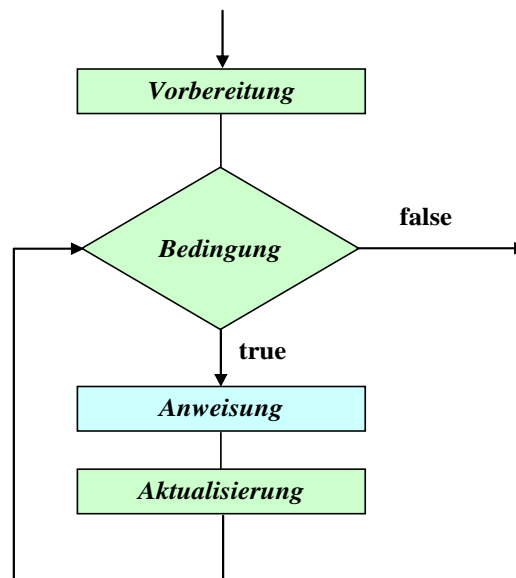 Vorbereitung
Bedingung
false
true
Anweisung
Aktualisierung